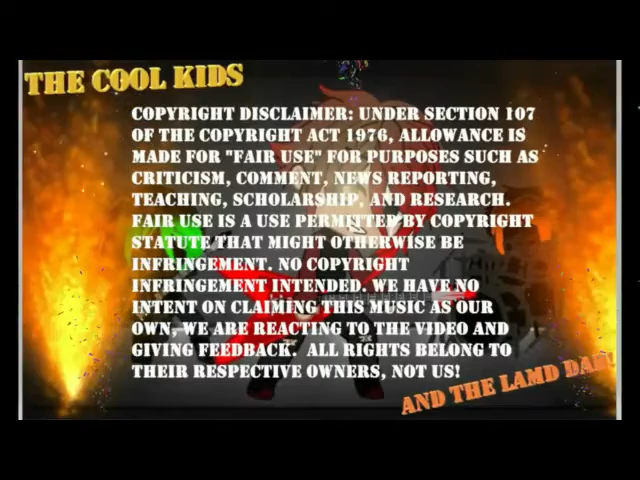 THE COOL KIDS
COPYRIGHT DISCLAIMER: UNDER SECTION 107
OF THE COPYRIGHT ACT 1976, ALLOWANCE IS
MADE FOR "FAIR USE" FOR PURPOSES SUCH AS
CRITICISM, COMMENT, NEWS REPORTING,
TEACHING, SCHOLARSHIP, AND RESEARCH.
FAIR USE IS A USE PERMITTED BY COPYRIGHT
STATUTE THAT MIGHT OTHERWISE BE
INFRINGEMENT. NO COPYRIGHT
INFRINGEMENT INTENDED. WE HAVE NO
INTENT ON CLAIMING THIS MUSIC AS OUR
OWN, WE ARE REACTING TO THE VIDEO AND
GIVING FEEDBACK. ALL RIGHTS BELONG TO
THEIR RESPECTIVE OWNERS, NOT US!
AND THE LAMD DAD!